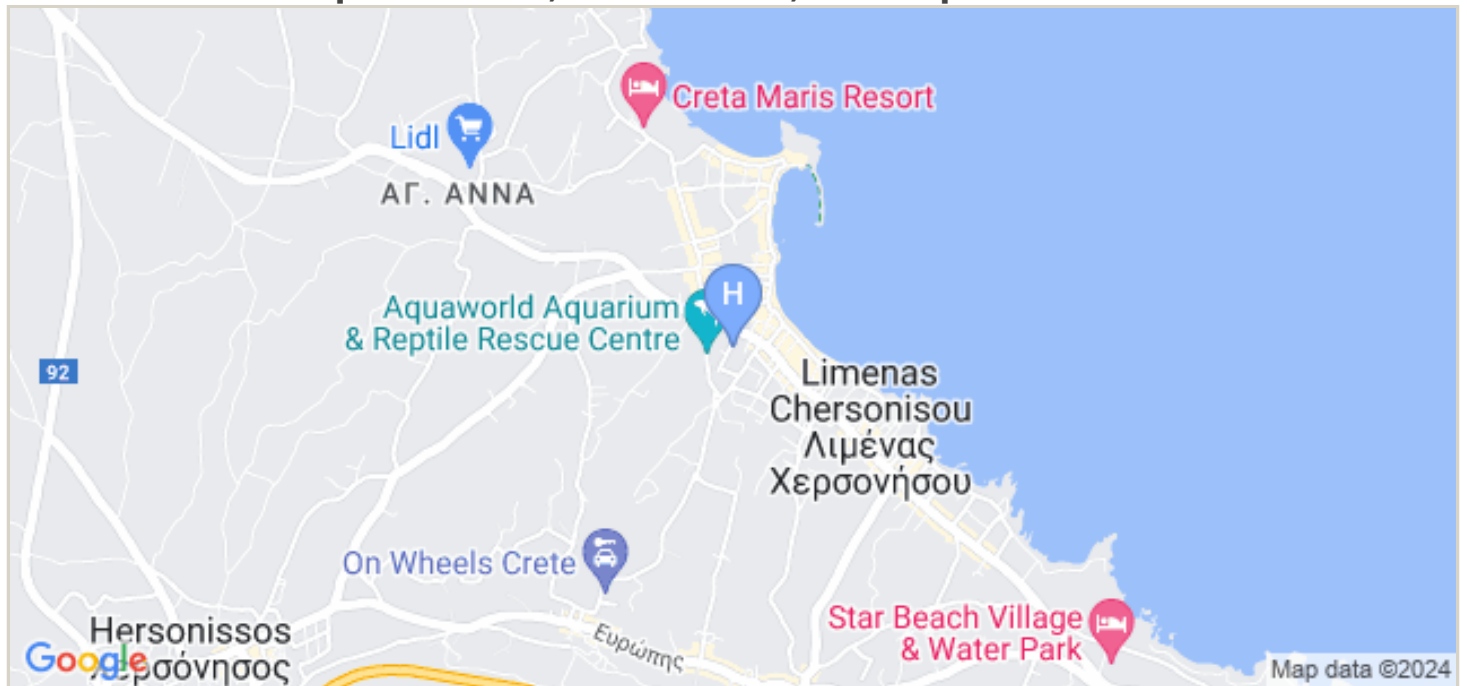 Creta Maris Resort
Lidl
ΑΓ. ΑΝΝΑ
H
Aquaworld Aquarium
& Reptile Rescue Centre
92
Limenas
Chersonisou
Λιμένας
Χερσονήσου
On Wheels Crete
Star Beach Village
& Water Park
Ευρώπης
Hersonissos
Google
Map data ©2024